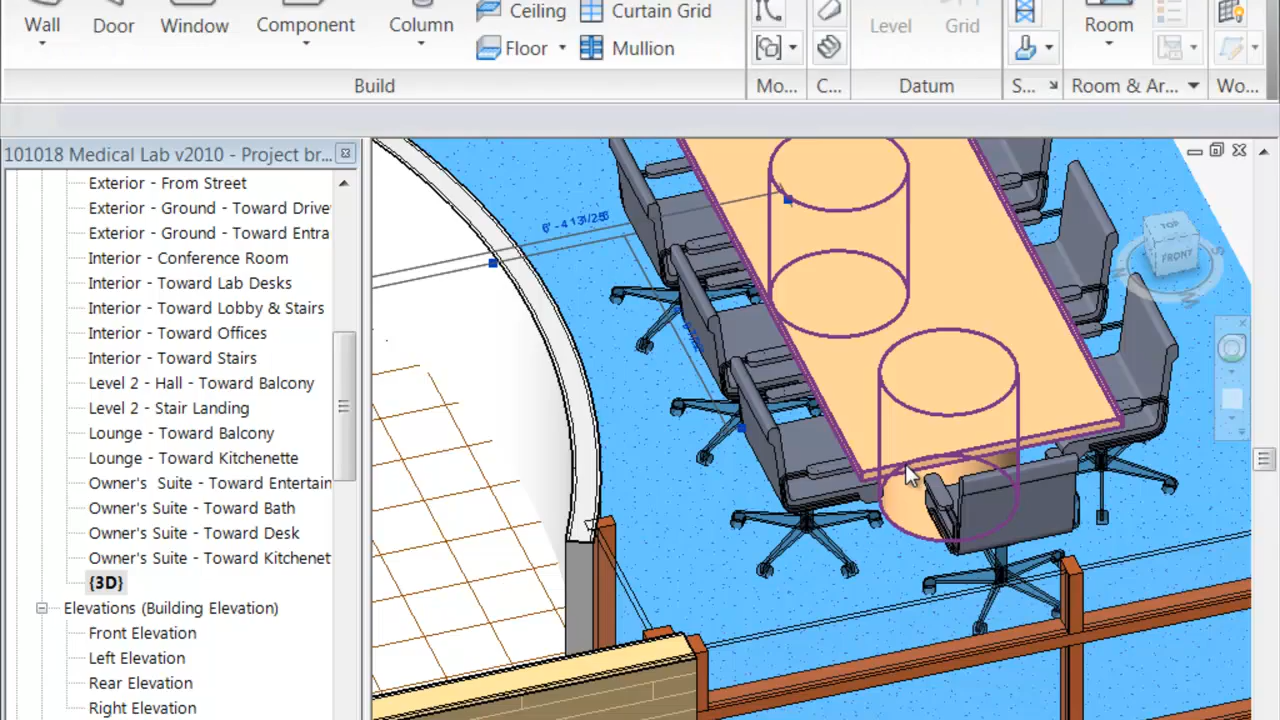 Wall
Door
Window
Component
Column
Ceiling
Floor
Curtain Grid
Mullion
Level
Grid
Room
Build
Mo...
C...
Datum
S...
Room & Ar...
Wo...
101018 Medical Lab v2010 - Project br...
Exterior - From Street
Exterior - Ground - Toward Drive
Exterior - Ground - Toward Entra
Interior - Conference Room
Interior - Toward Lab Desks
Interior - Toward Lobby & Stairs
Interior - Toward Offices
Interior - Toward Stairs
Level 2 - Hall - Toward Balcony
Level 2 - Stair Landing
Lounge - Toward Balcony
Lounge - Toward Kitchenette
Owner's Suite - Toward Entertain
Owner's Suite - Toward Bath
Owner's Suite - Toward Desk
Owner's Suite - Toward Kitchenet
{3D}
Elevations (Building Elevation)
Front Elevation
Left Elevation
Rear Elevation
Right Elevation
TOP
FRONT